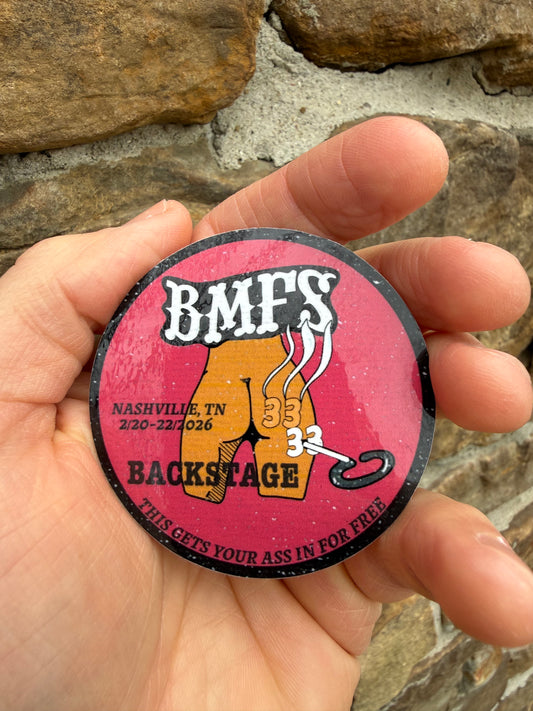 BMFS
33
33
NASHVILLE, TN
2/20-22/2026
BACKSTAGE
THIS GETS YOUR ASS IN FOR FREE